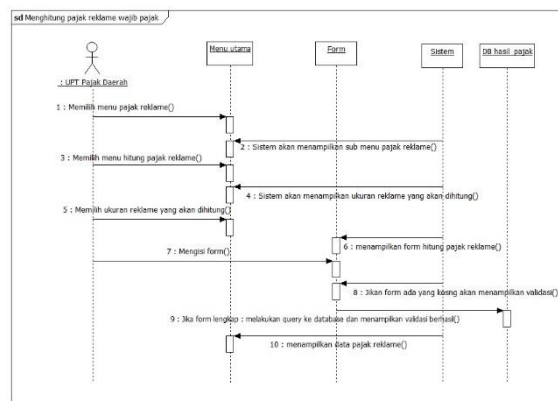 sd Menghitung pajak reklame wajib pajak
Menu utama
Form
Sistem
DB hasil_pajak
: UPT Pajak Daerah
1 : Memilih menu pajak reklame()
2 : Sistem akan menampilkan sub menu pajak reklame()
3 : Memilih menu hitung pajak reklame()
4 : Sistem akan menampilkan ukuran reklame yang akan dihitung()
5 : Memilih ukuran reklame yang akan dihitung()
6 : menampilkan form hitung pajak reklame()
7 : Mengisi form()
8 : Jikan form ada yang kosng akan menampilkan validasi()
9 : Jika form lengkap : melakukan query ke database dan menampilkan validasi berhasil()
10 : menampilkan data pajak reklame()